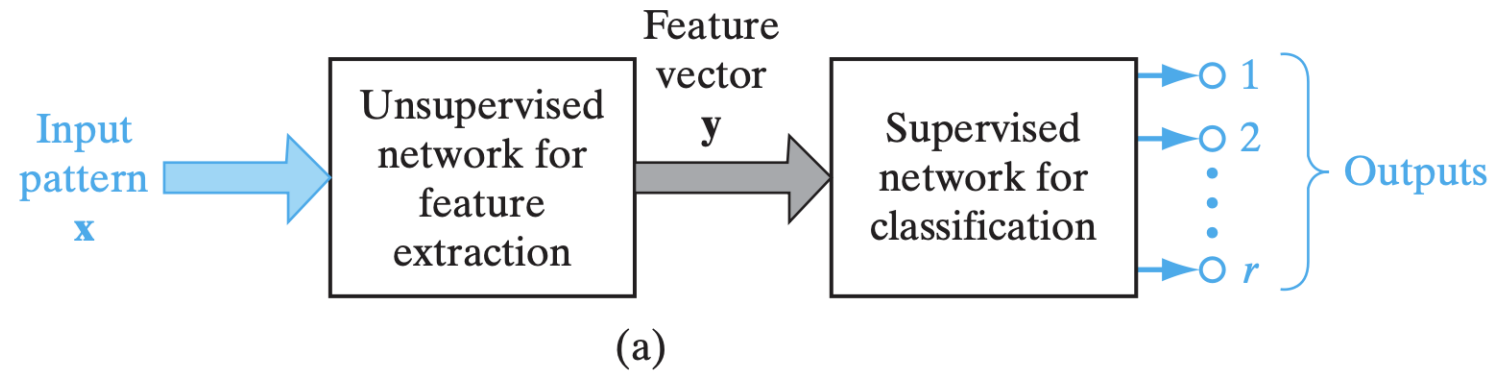 Input
pattern
x
Unsupervised
network for
feature
extraction
Feature
vector
y
Supervised
network for
classification
1
2
r
Outputs
(a)